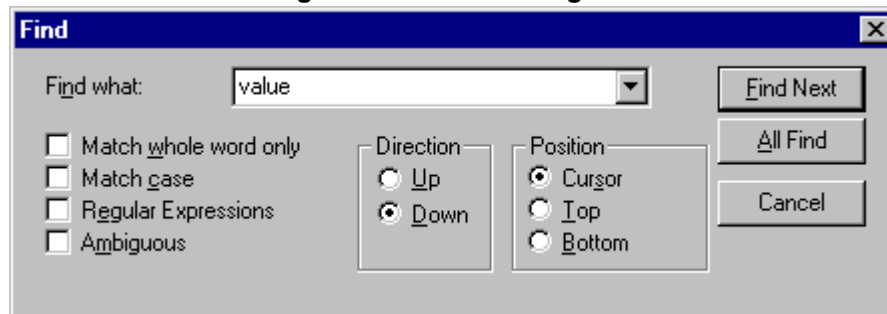 Find
Find what: value
Find Next
Match whole word only
Match case
Regular Expressions
Ambiguous
Direction
Up
Down
Position
Cursor
Top
Bottom
All Find
Cancel